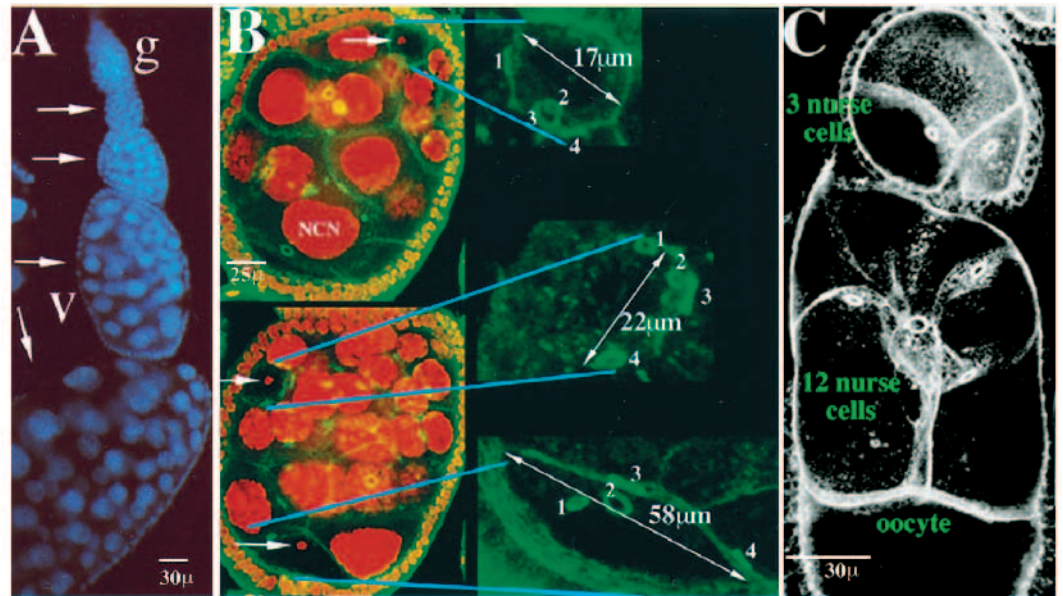 A
g
V
30μ
B
NCN
25μ
1
17μm
2
3
4
1
2
3
22μm
4
3
1
2
58μm
4
C
3 nurse
cells
12 nurse
cells
oocyte
30μ